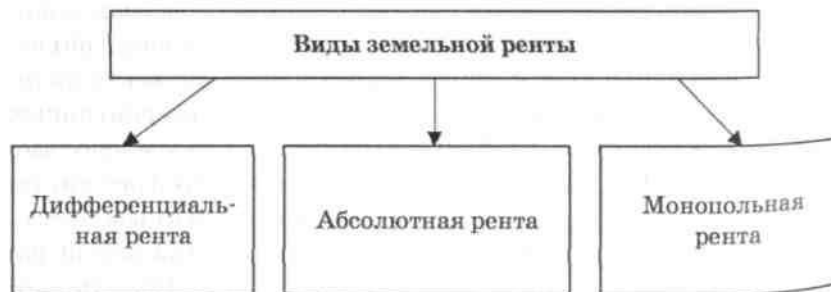 Виды земельной ренты
Дифференциаль-
ная рента
Абсолютная рента
Монопольная
рента